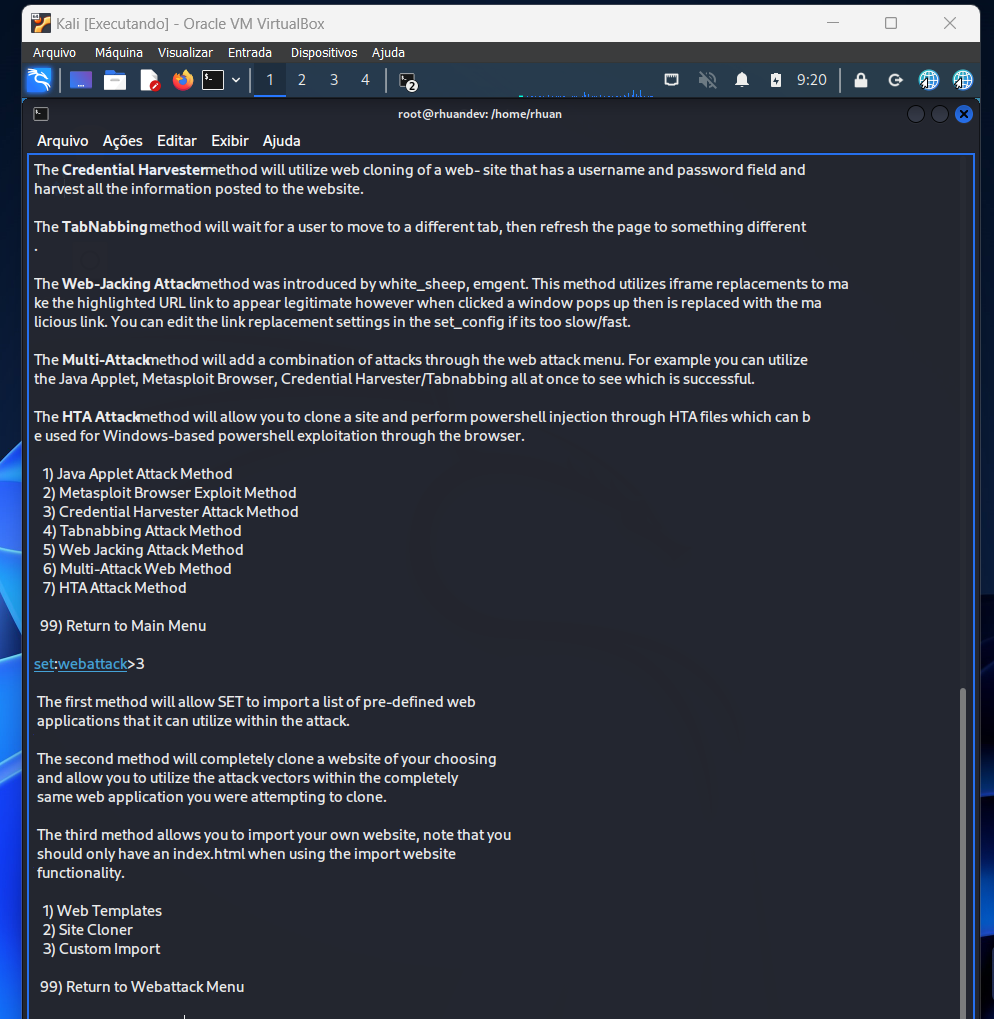 Kali [Executando] - Oracle VM VirtualBox
Arquivo Máquina Visualizar Entrada Dispositivos Ajuda
1 2 3 4 2 9:20
root@rhuandev: /home/rhuan
Arquivo Ações Editar Exibir Ajuda
The Credential Harvester method will utilize web cloning of a web- site that has a username and password field and
harvest all the information posted to the website.
The TabNabbing method will wait for a user to move to a different tab, then refresh the page to something different
.
The Web-Jacking Attack method was introduced by white_sheep, emgent. This method utilizes iframe replacements to ma
ke the highlighted URL link to appear legitimate however when clicked a window pops up then is replaced with the ma
licious link. You can edit the link replacement settings in the set_config if its too slow/fast.
The Multi-Attack method will add a combination of attacks through the web attack menu. For example you can utilize
the Java Applet, Metasploit Browser, Credential Harvester/Tabnabbing all at once to see which is successful.
The HTA Attack method will allow you to clone a site and perform powershell injection through HTA files which can b
e used for Windows-based powershell exploitation through the browser.
1) Java Applet Attack Method
2) Metasploit Browser Exploit Method
3) Credential Harvester Attack Method
4) Tabnabbing Attack Method
5) Web Jacking Attack Method
6) Multi-Attack Web Method
7) HTA Attack Method
99) Return to Main Menu
set:webattack>3
The first method will allow SET to import a list of pre-defined web
applications that it can utilize within the attack.
The second method will completely clone a website of your choosing
and allow you to utilize the attack vectors within the completely
same web application you were attempting to clone.
The third method allows you to import your own website, note that you
should only have an index.html when using the import website
functionality.
1) Web Templates
2) Site Cloner
3) Custom Import
99) Return to Webattack Menu